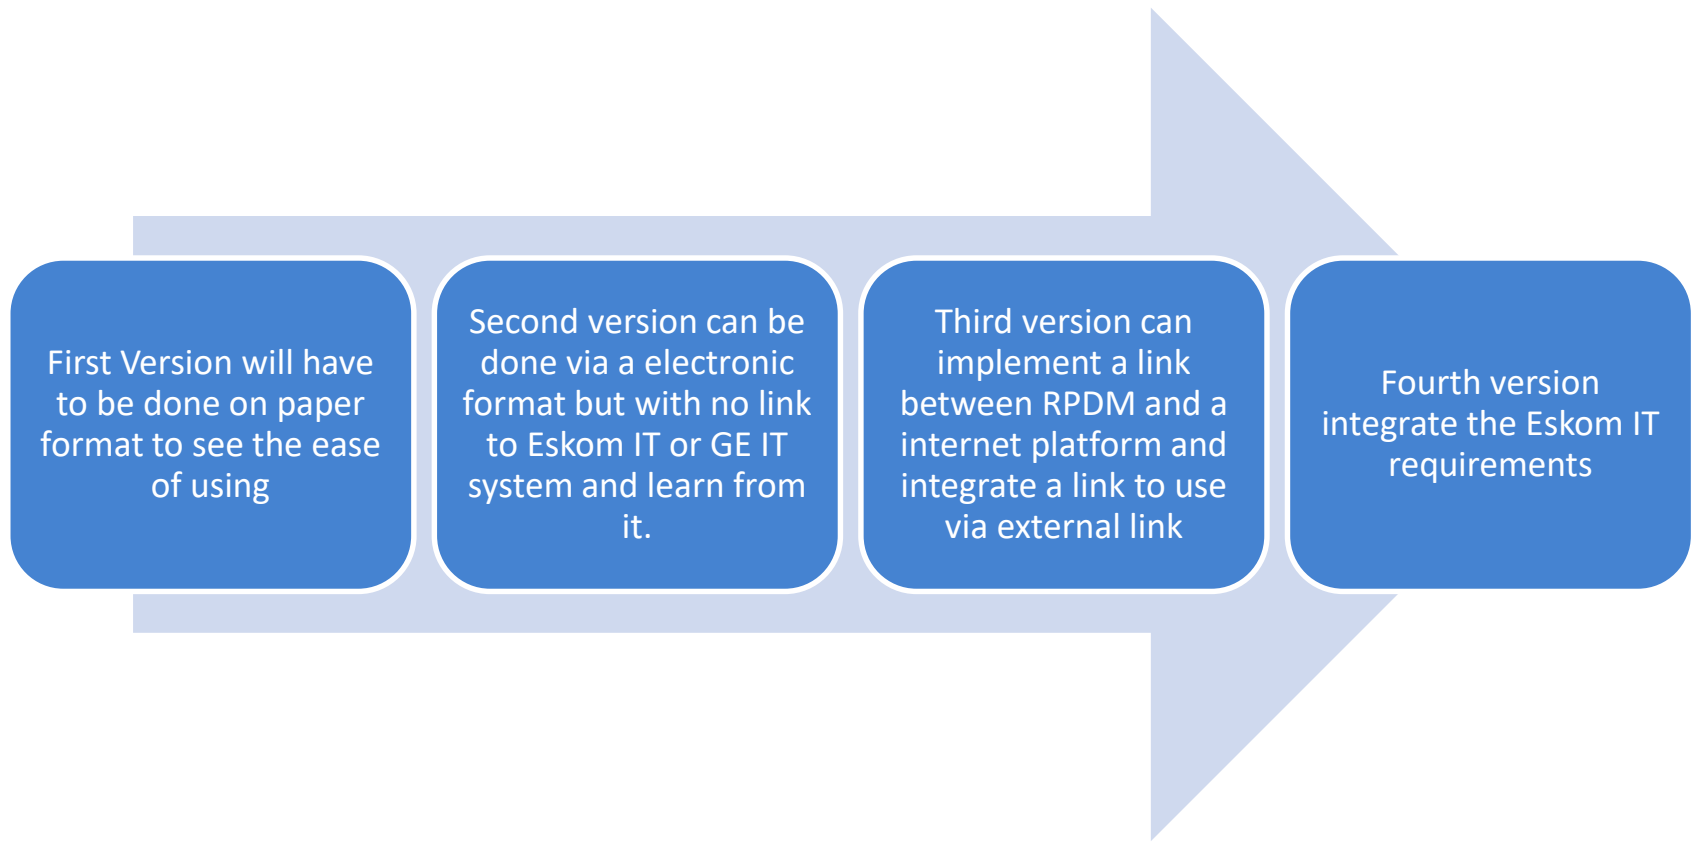 First Version will have
to be done on paper
format to see the ease
of using
Second version can be
done via a electronic
format but with no link
to Eskom IT or GE IT
system and learn from
it.
Third version can
implement a link
between RPDM and a
internet platform and
integrate a link to use
via external link
Fourth version
integrate the Eskom IT
requirements